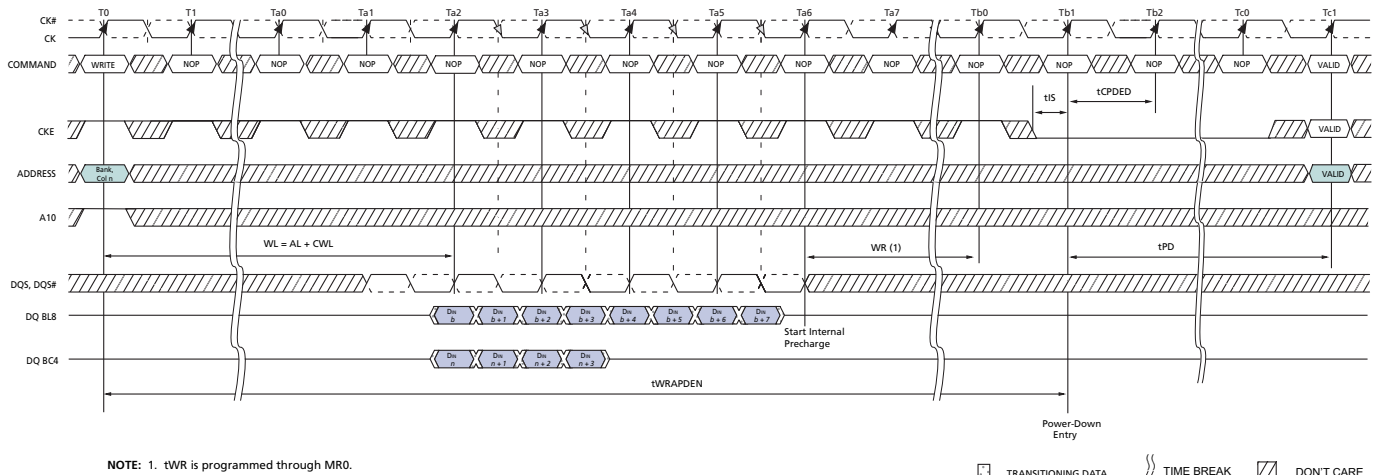 T0 T1 Ta0 Ta1 Ta2 Ta3 Ta4 Ta5 Ta6 Ta7 Tb0 Tb1 Tb2 Tc0 Tc1
CK#
CK
COMMAND WRITE NOP NOP NOP NOP NOP NOP NOP NOP NOP NOP NOP NOP NOP VALID
tIS tCPDED
CKE VALID
ADDRESS Bank, Col n VALID
A10
WL = AL + CWL WR (1) tPD
DQS, DQS#
DQ BL8 DIN b DIN b + 1 DIN b + 2 DIN b + 3 DIN b + 4 DIN b + 5 DIN b + 6 DIN b + 7
Start Internal
Precharge
DQ BC4 DIN n DIN n + 1 DIN n + 2 DIN n + 3
tWRAPDEN
Power-Down
Entry
NOTE: 1. tWR is programmed through MR0.
TRANSITIONING DATA TIME BREAK DON'T CARE